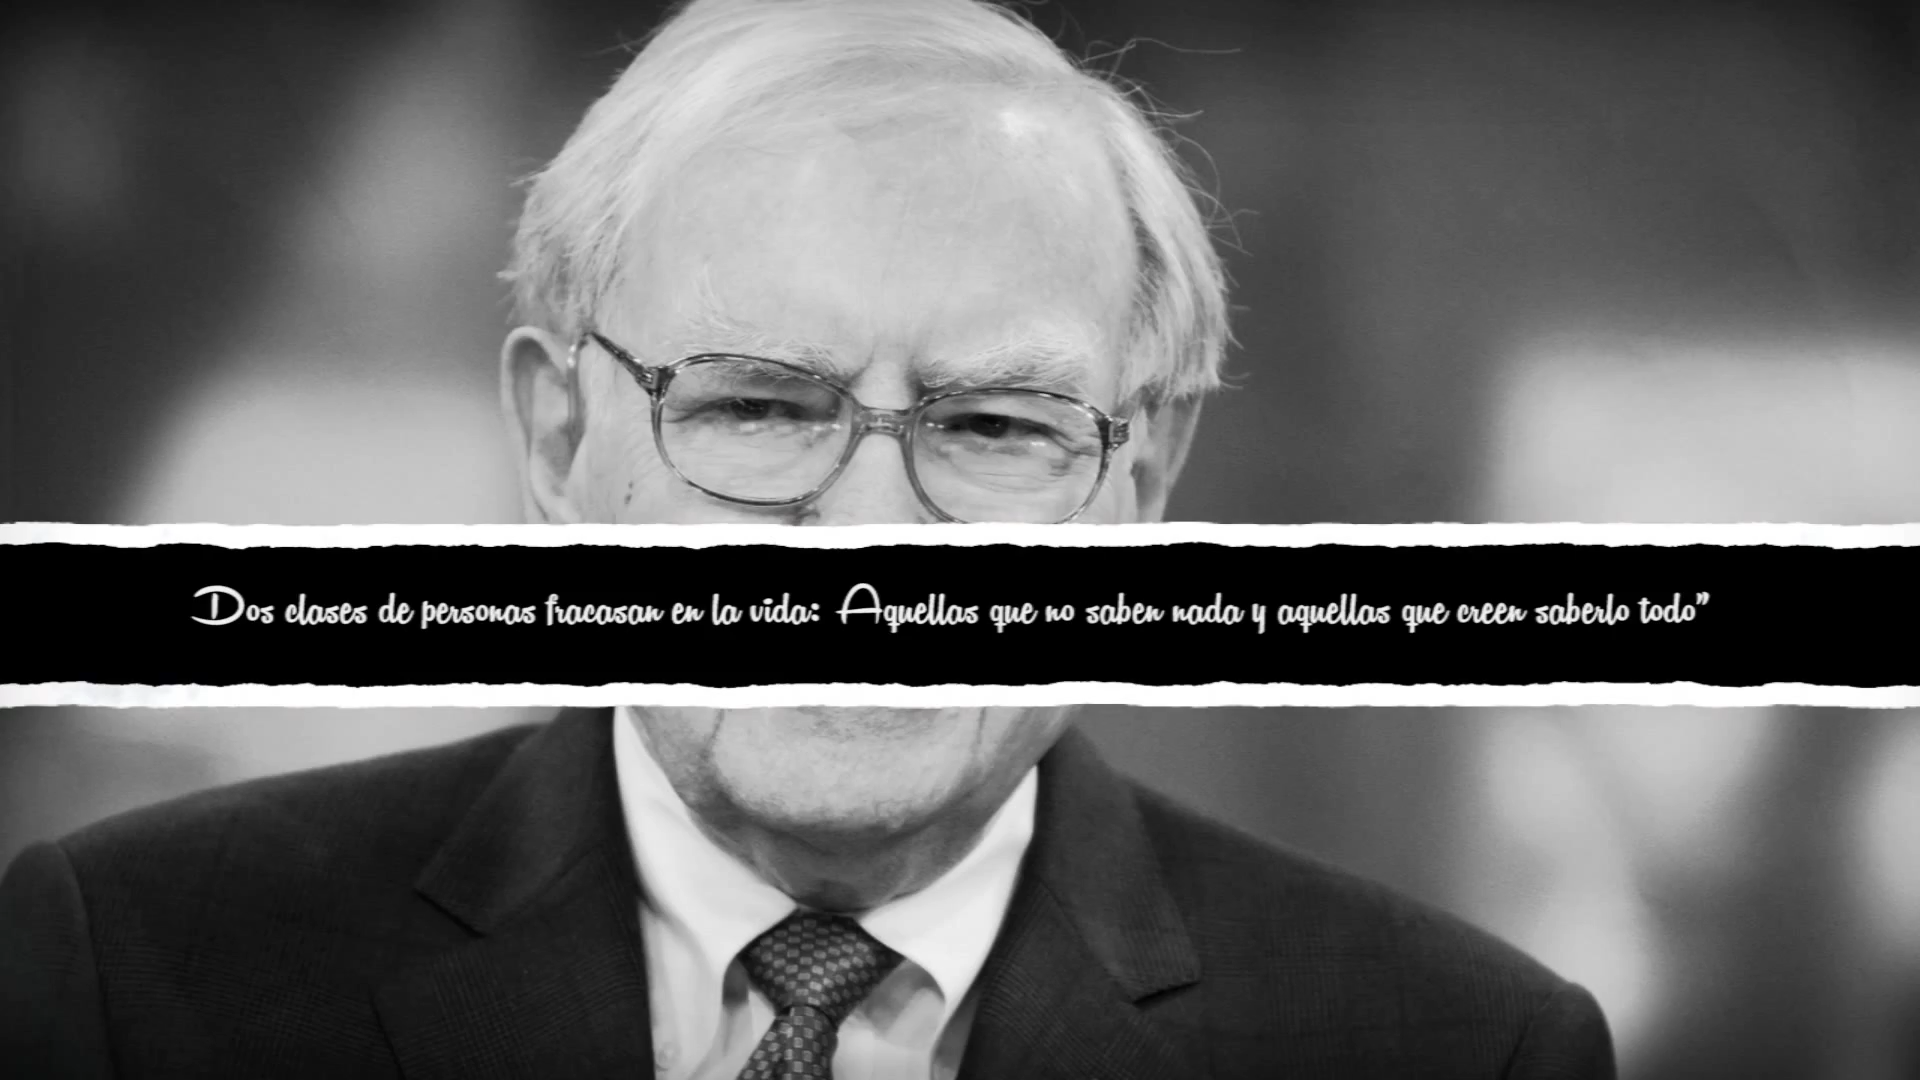 Dos clases de personas fracasan en la vida: Aquellas que no saben nada y aquellas que creen saberlo todo”